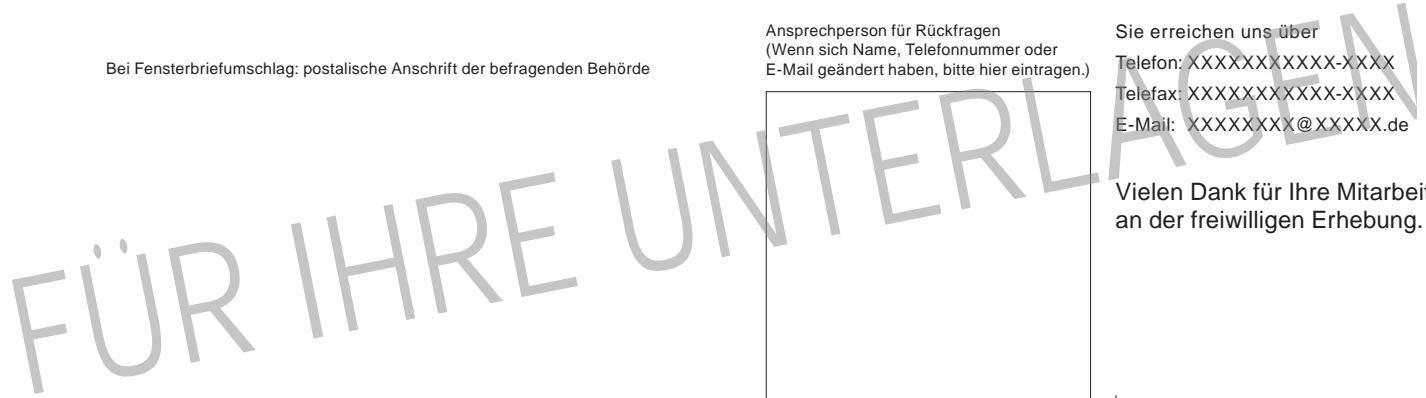 Bei Fensterbriefumschlag: postalische Anschrift der befragenden Behörde
Ansprechperson für Rückfragen
(Wenn sich Name, Telefonnummer oder
E-Mail geändert haben, bitte hier eintragen.)
Sie erreichen uns über
Telefon: XXXXXXXXXXX-XXXX
Telefax: XXXXXXXXXXX-XXXX
E-Mail: XXXXXXXX@XXXXX.de
Vielen Dank für Ihre Mitarbeit
an der freiwilligen Erhebung.
FÜR IHRE UNTERLAGEN